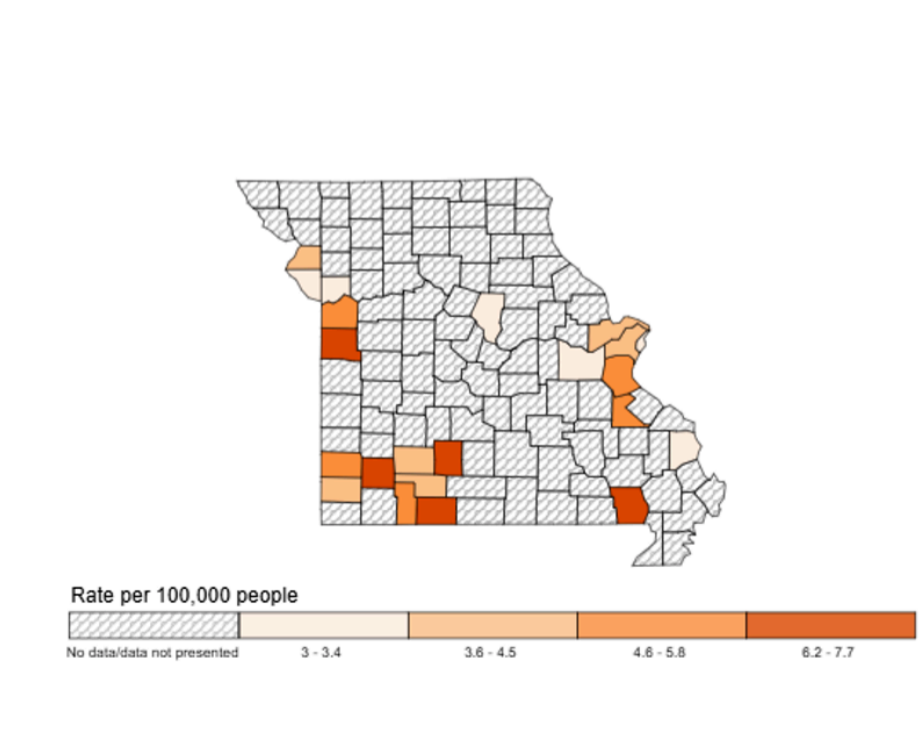 Rate per 100,000 people
No data/data not presented
3 - 3.4
3.6 - 4.5
4.6 - 5.8
6.2 - 7.7